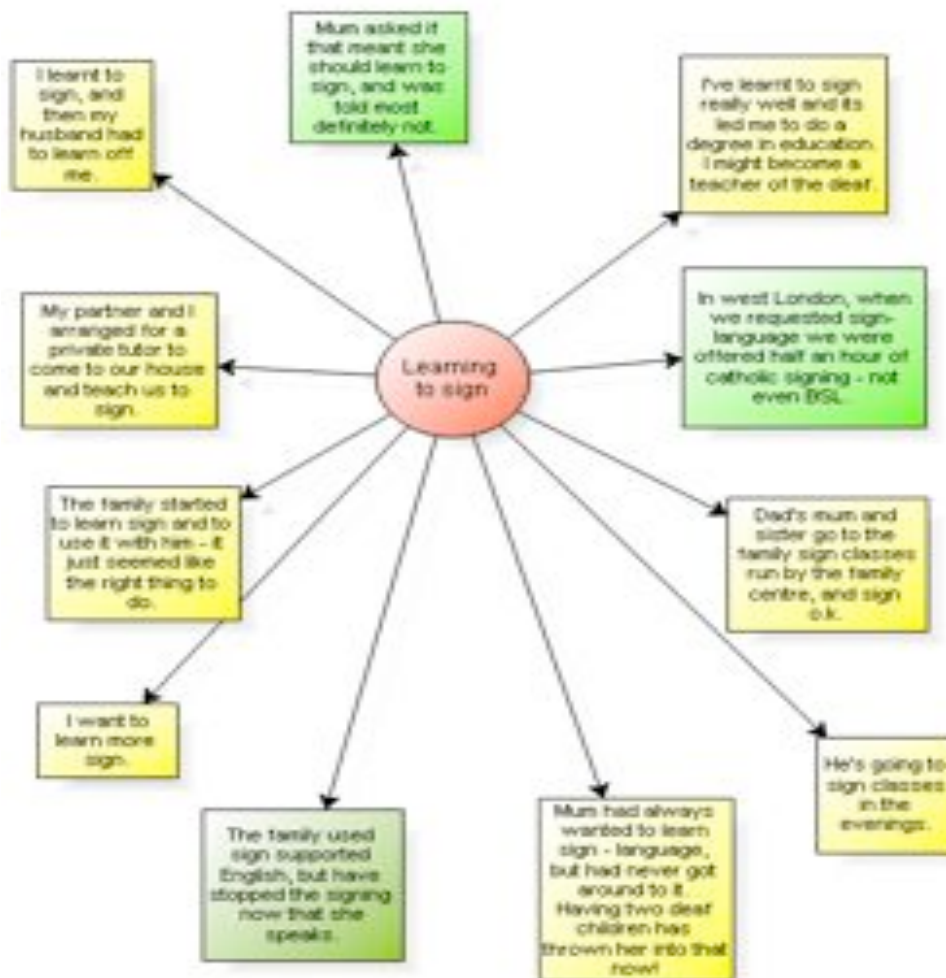 Mum asked if
that meant she
should learn to
sign, and was
told most
definitely not.
I learnt to
sign, and then my
husband had
to learn off
me.
I've learnt to sign
really well and its
led me to do a
degree in education.
I might become a
teacher of the deaf.
My partner and I
arranged for a
private tutor to
come to our house
and teach us to
sign.
In west London, when
we requested sign-
language we were
offered half an hour of
catholic signing - not
even BSL.
Learning
to sign
The family started
to learn sign and to
use it with him - it
just seemed like
the right thing to
do.
Dad's mum and
sister go to the
family sign classes
run by the family
centre, and sign
o.k.
I want to
learn more
sign.
He's going to
sign classes
in the
evenings.
The family used
sign supported
English, but have
stopped the signing
now that she
speaks.
Mum had always
wanted to learn
sign - language,
but had never got
around to it.
Having two deaf
children has
thrown her into that
now!